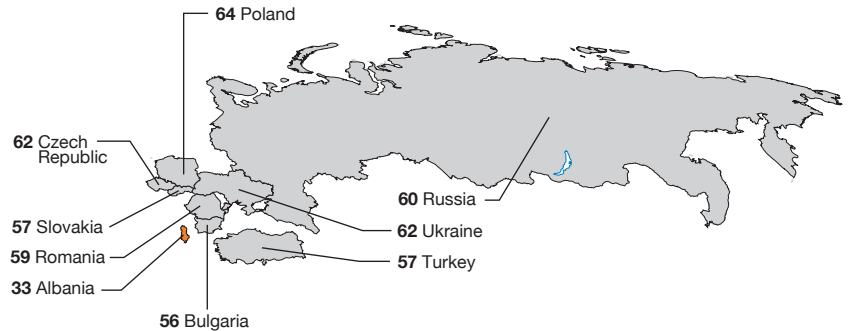 64 Poland
62 Czech
Republic
57 Slovakia
59 Romania
33 Albania
56 Bulgaria
60 Russia
62 Ukraine
57 Turkey